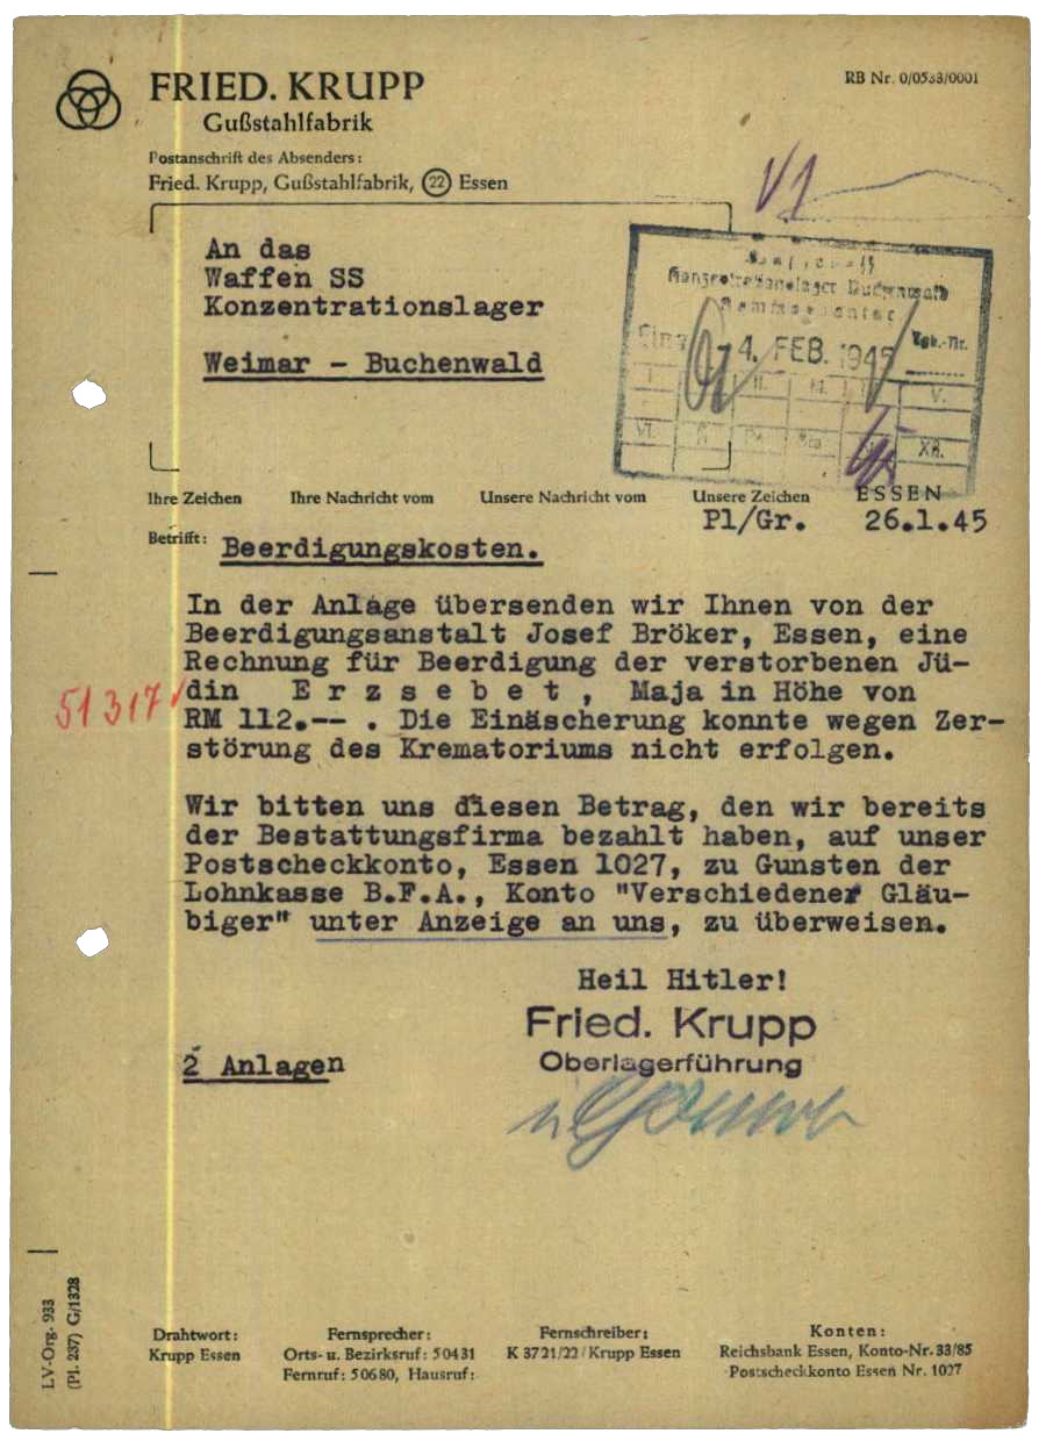 FRIED. KRUPP
Gußstahlfabrik
RB Nr. 0/0533/0001
Postanschrift des Absenders:
Fried. Krupp, Gußstahlfabrik, 22 Essen
An das
Waffen SS
Konzentrationslager
Weimar - Buchenwald
Konzentrationslager Buchenwald
4. FEB. 1945
Tgb.-Nr.
I II. III. V.
VI. XII.
Ihre Zeichen Ihre Nachricht vom Unsere Nachricht vom Unsere Zeichen ESSEN
Pl/Gr. 26.1.45
Betrifft: Beerdigungskosten.
In der Anlage übersenden wir Ihnen von der
Beerdigungsanstalt Josef Bröker, Essen, eine
Rechnung für Beerdigung der verstorbenen Jü-
51317 din E r z s e b e t , Maja in Höhe von
RM 112.-- . Die Einäscherung konnte wegen Zer-
störung des Krematoriums nicht erfolgen.
Wir bitten uns diesen Betrag, den wir bereits
der Bestattungsfirma bezahlt haben, auf unser
Postscheckkonto, Essen 1027, zu Gunsten der
Lohnkasse B.F.A., Konto "Verschiedener Gläu-
biger" unter Anzeige an uns, zu überweisen.
Heil Hitler!
Fried. Krupp
Oberlagerführung
2 Anlagen
LV-Org. 933
(Pl. 237) G/1328
Drahtwort: Fernsprecher: Fernschreiber: Konten:
Krupp Essen Orts- u. Bezirksruf: 50431 K 3721/22 Krupp Essen Reichsbank Essen, Konto-Nr. 33/85
Fernruf: 50680, Hausruf: Postscheckkonto Essen Nr. 1027